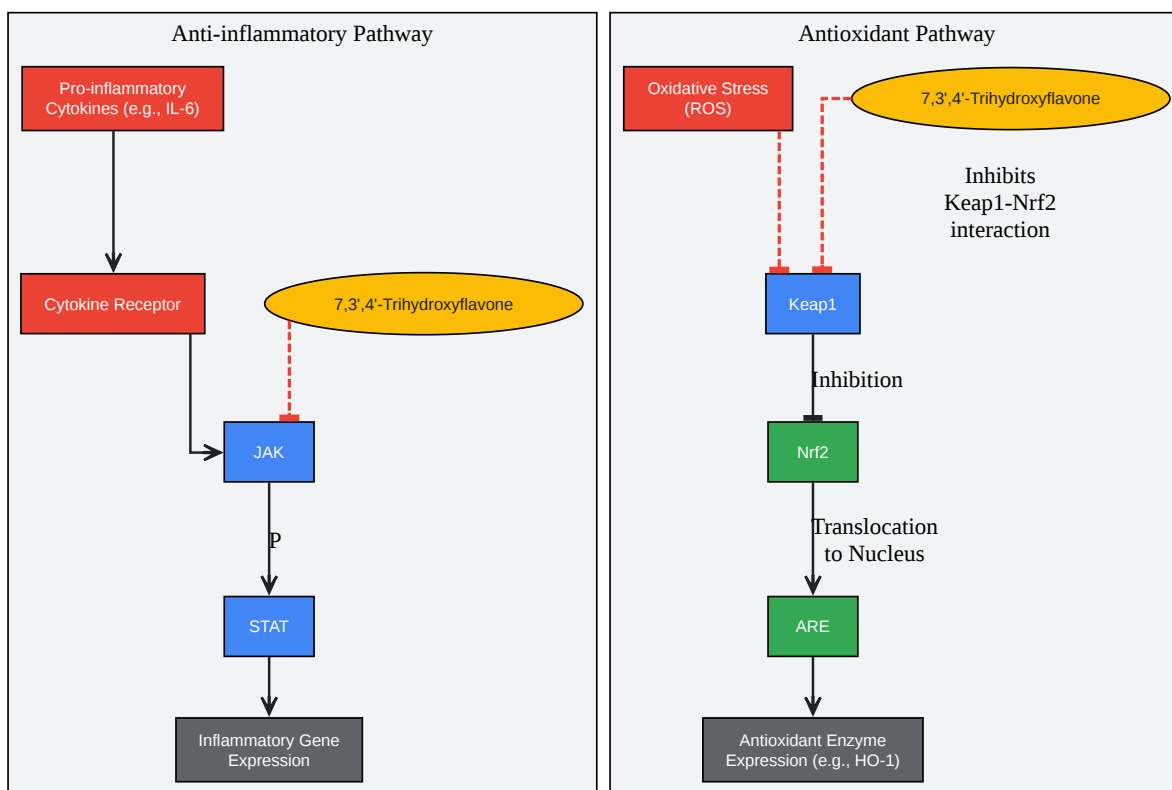 Anti-inflammatory Pathway
Pro-inflammatory
Cytokines (e.g., IL-6)
Cytokine Receptor
7,3',4'-Trihydroxyflavone
JAK
P
STAT
Inflammatory Gene
Expression
Antioxidant Pathway
Oxidative Stress
(ROS)
7,3',4'-Trihydroxyflavone
Inhibits
Keap1-Nrf2
interaction
Keap1
Inhibition
Nrf2
Translocation
to Nucleus
ARE
Antioxidant Enzyme
Expression (e.g., HO-1)